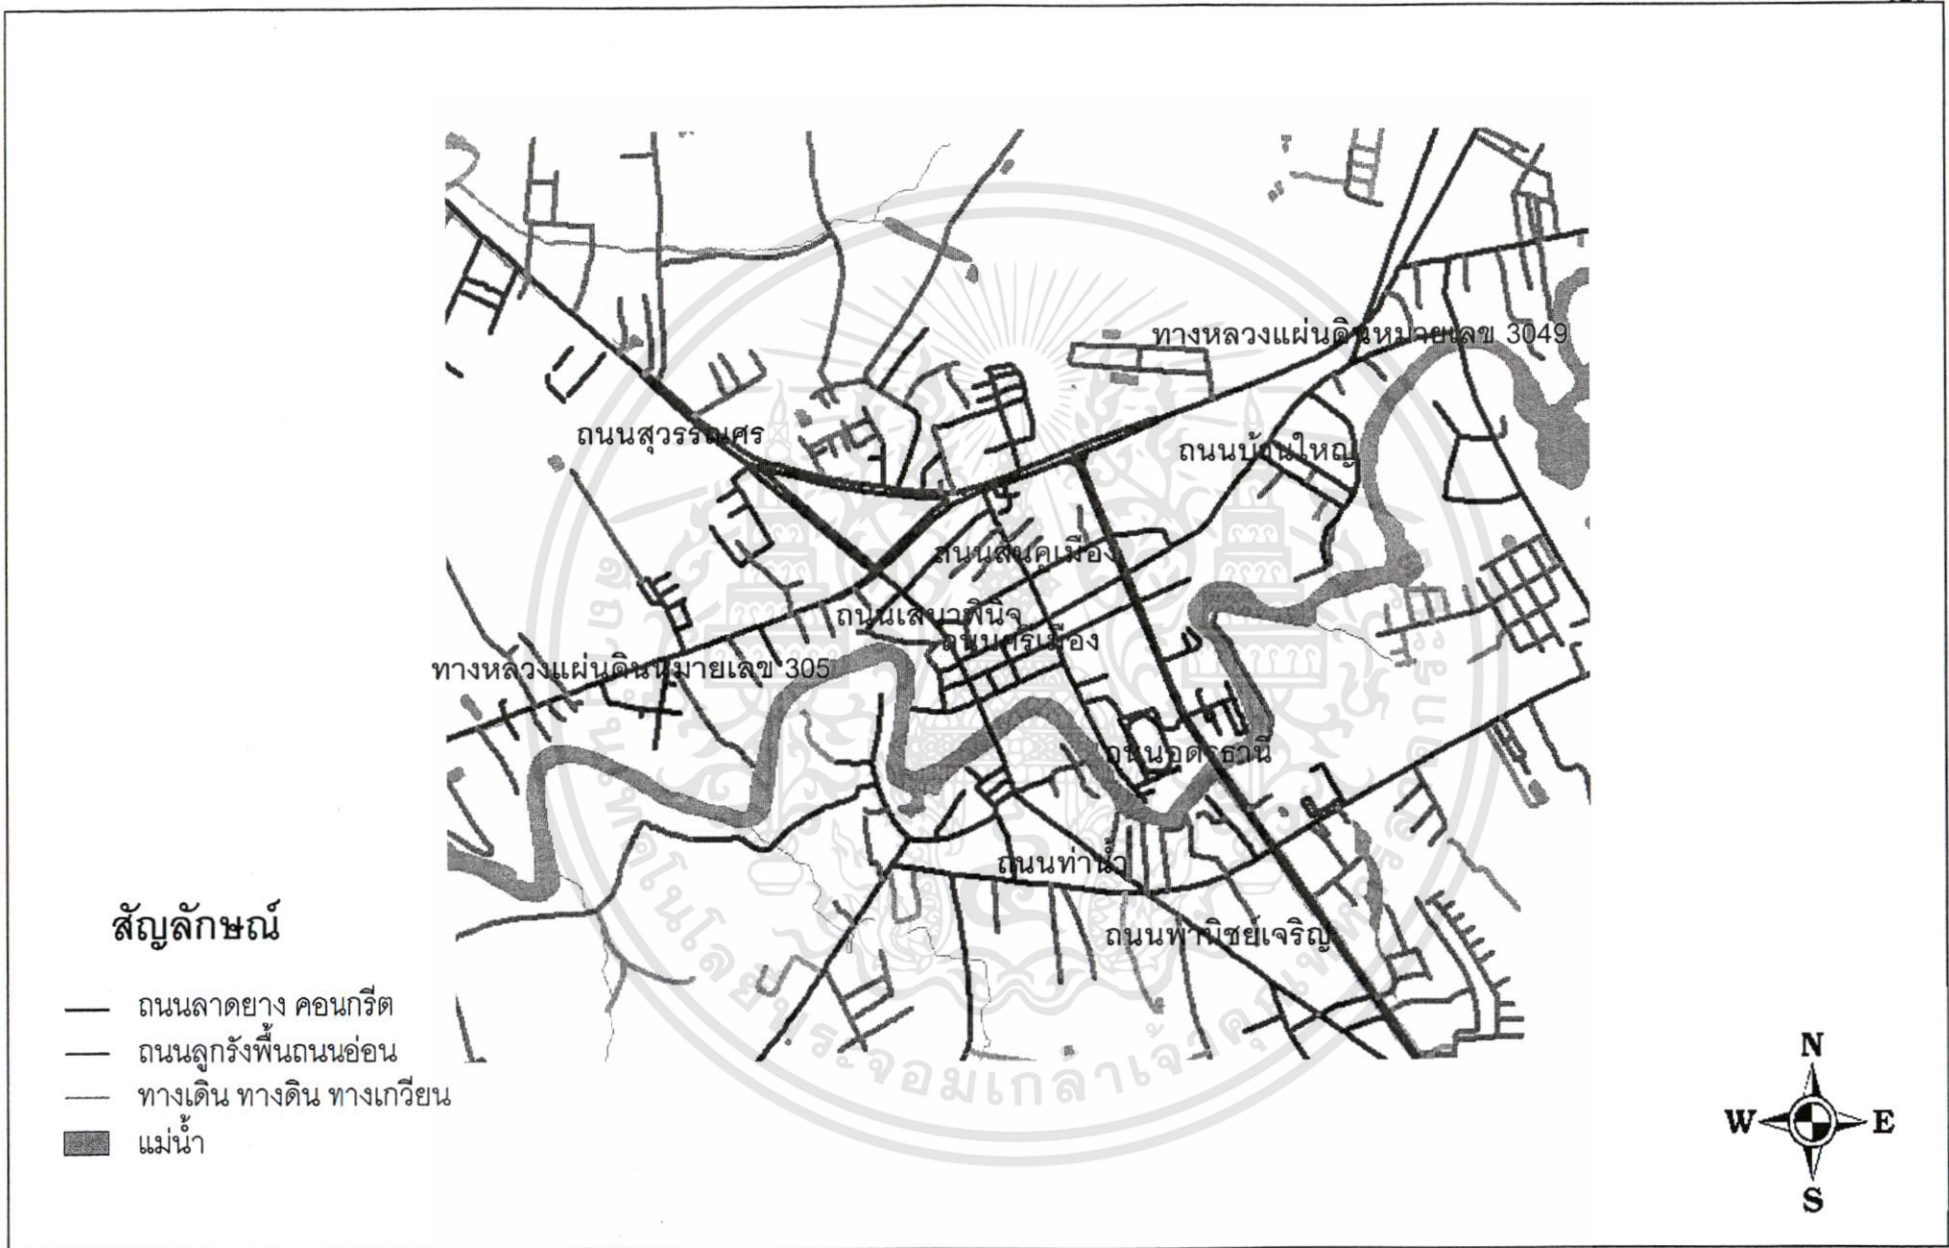 ทางหลวงแผ่นดินหมายเลข 3049
ถนนสุวรรณศร
ถนนบ้านใหญ่
ถนนสันคูเมือง
ถนนเสนาพินิจ
ถนนศรีเมือง
ทางหลวงแผ่นดินหมายเลข 305
ถนนอุดรธานี
ถนนท่าน้ำ
ถนนพานิชย์เจริญ
สัญลักษณ์
ถนนลาดยาง คอนกรีต
ถนนลูกรังพื้นถนนอ่อน
ทางเดิน ทางดิน ทางเกวียน
แม่น้ำ
N
W E
S